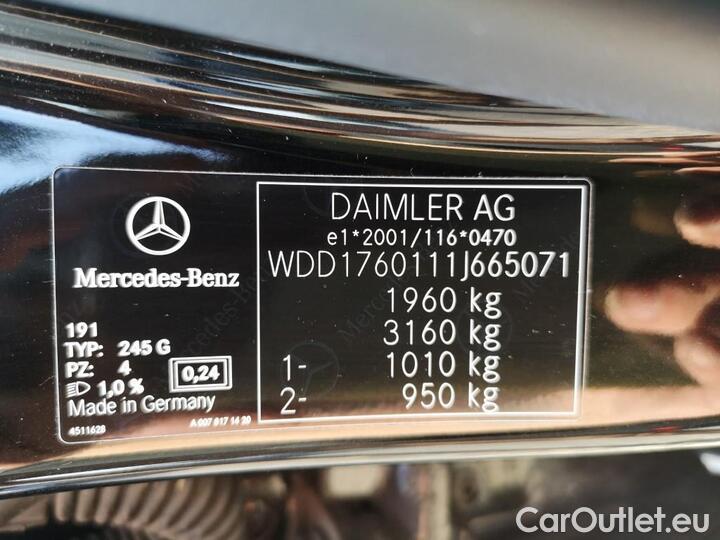 Mercedes-Benz
191
TYP: 245 G
PZ: 4
1,0 %
0,24
Made in Germany
4511628
A 007 817 14 20
DAIMLER AG
e1*2001/116*0470
WDD1760111J665071
1960 kg
3160 kg
1- 1010 kg
2- 950 kg
CarOutlet.eu